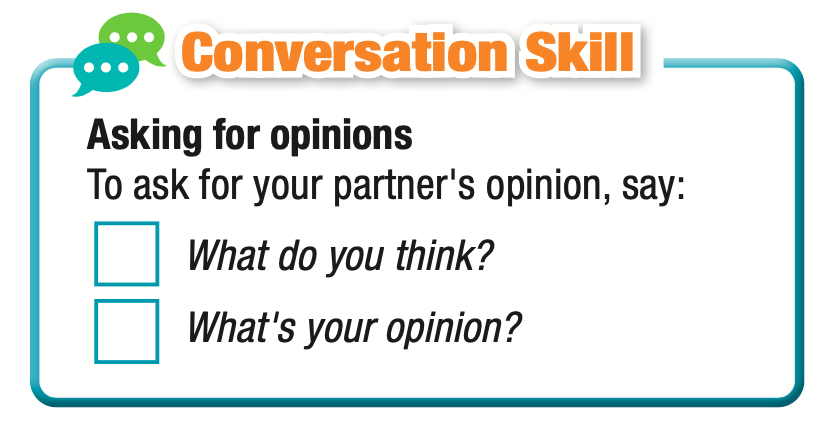 Conversation Skill
Asking for opinions
To ask for your partner's opinion, say:
What do you think?
What's your opinion?